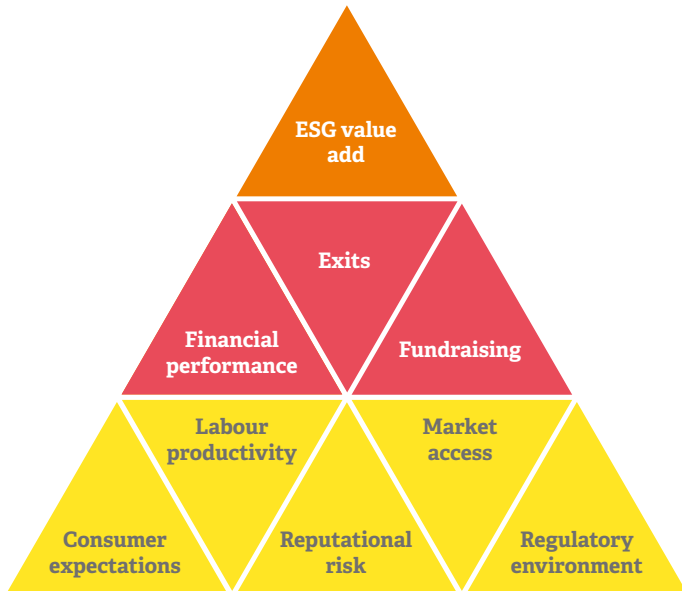 ESG value
add
Exits
Financial
performance
Fundraising
Labour
productivity
Market
access
Consumer
expectations
Reputational
risk
Regulatory
environment